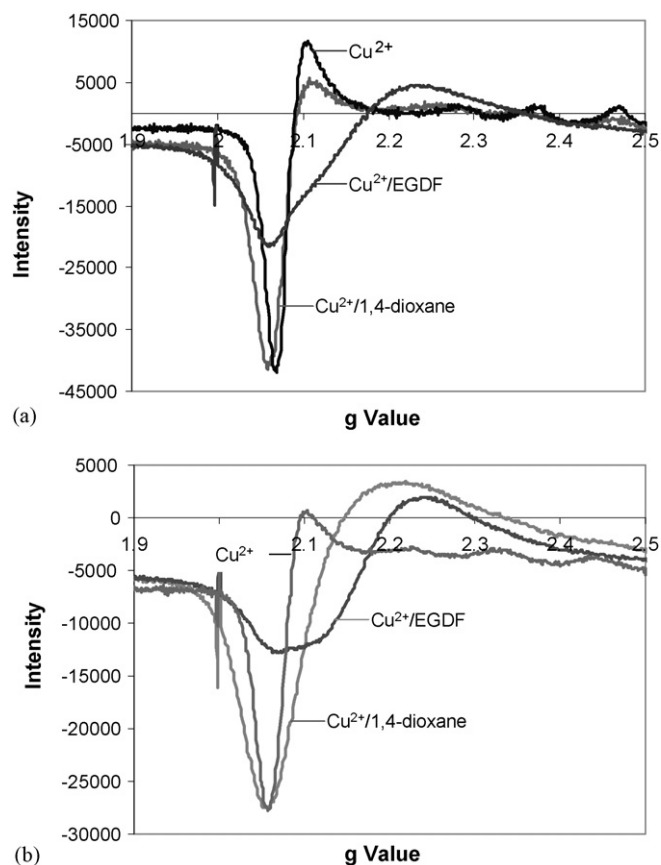 15000
Cu2+
5000
1.9 2 2.1 2.2 2.3 2.4 2.5
-5000
Cu2+/EGDF
-15000
Intensity
-25000
Cu2+/1,4-dioxane
-35000
-45000
(a)
g Value
5000
0
1.9 2 2.1 2.2 2.3 2.4 2.5
Cu2+
-5000
Cu2+/EGDF
-10000
Intensity
-15000
-20000
Cu2+/1,4-dioxane
-25000
-30000
(b)
g Value